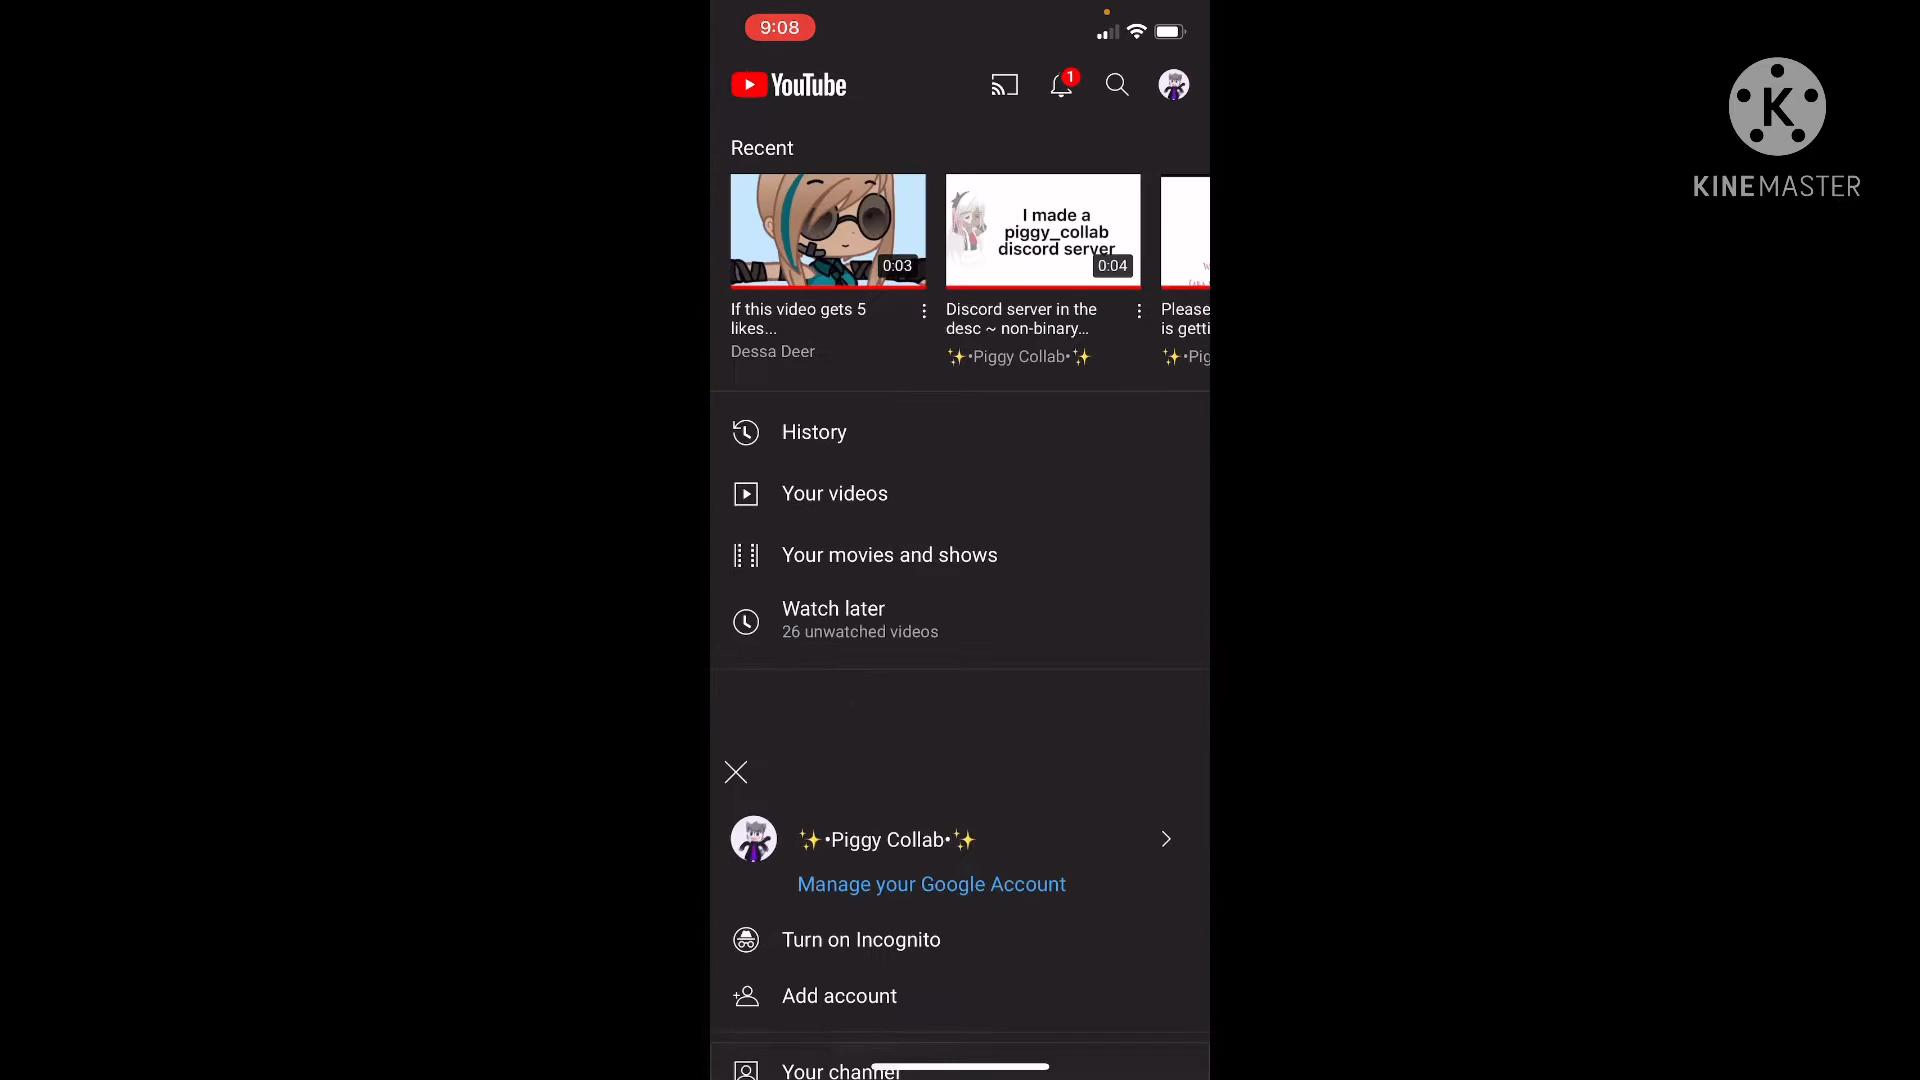 9:08
YouTube
1
K
KINEMASTER
Recent
0:03
I made a
piggy_collab
discord server
0:04
If this video gets 5
likes...
Dessa Deer
Discord server in the
desc ~ non-binary...
✨•Piggy Collab•✨
Please
is getti
✨•Pig
History
Your videos
Your movies and shows
Watch later
26 unwatched videos
✨•Piggy Collab•✨
Manage your Google Account
Turn on Incognito
Add account
Your channel